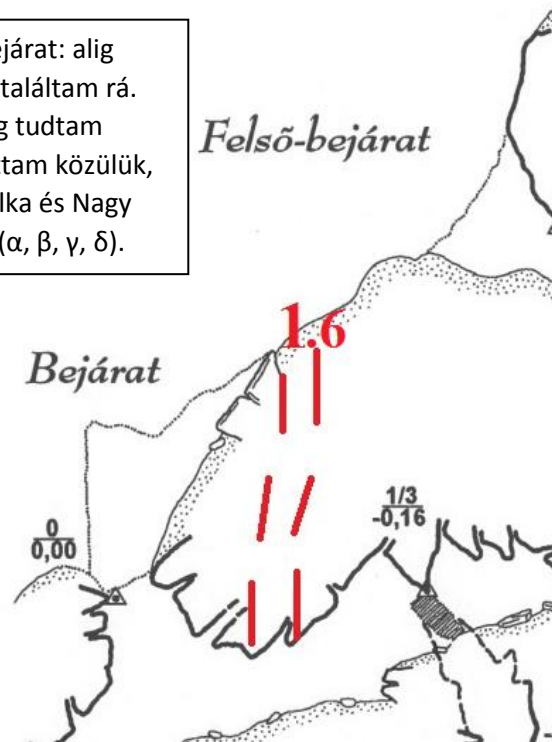 ejárat: alig
találtam rá.
g tudtam
ttam közülük,
lka és Nagy
(α, β, γ, δ).
Felső-bejárat
1.6
Bejárat
1/3
-0,16
0
0,00